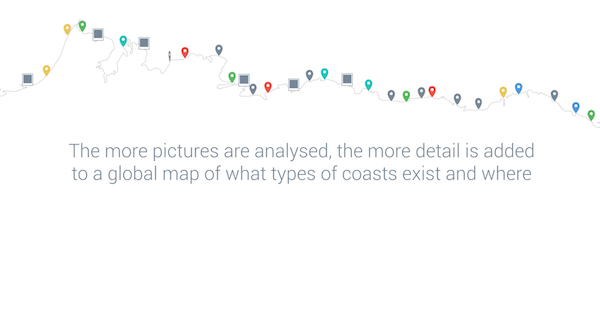 The more pictures are analysed, the more detail is added
to a global map of what types of coasts exist and where